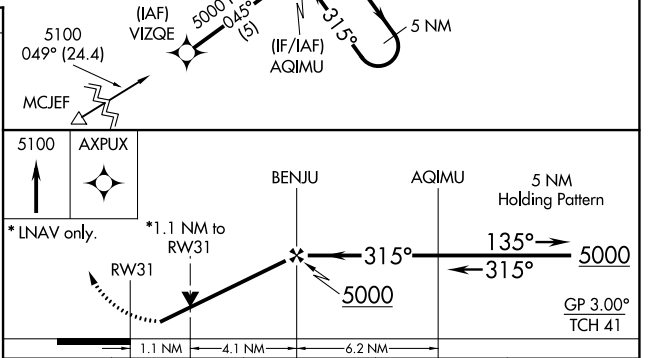 (IAF)
VIZQE
5000
045°
(5)
315°
5 NM
(IF/IAF)
AQIMU
5100
049° (24.4)
MCJEF
5100
AXPUX
* LNAV only.
BENJU
AQIMU
5 NM
Holding Pattern
*1.1 NM to
RW31
RW31
315°
135°
315°
5000
5000
GP 3.00°
TCH 41
1.1 NM
4.1 NM
6.2 NM